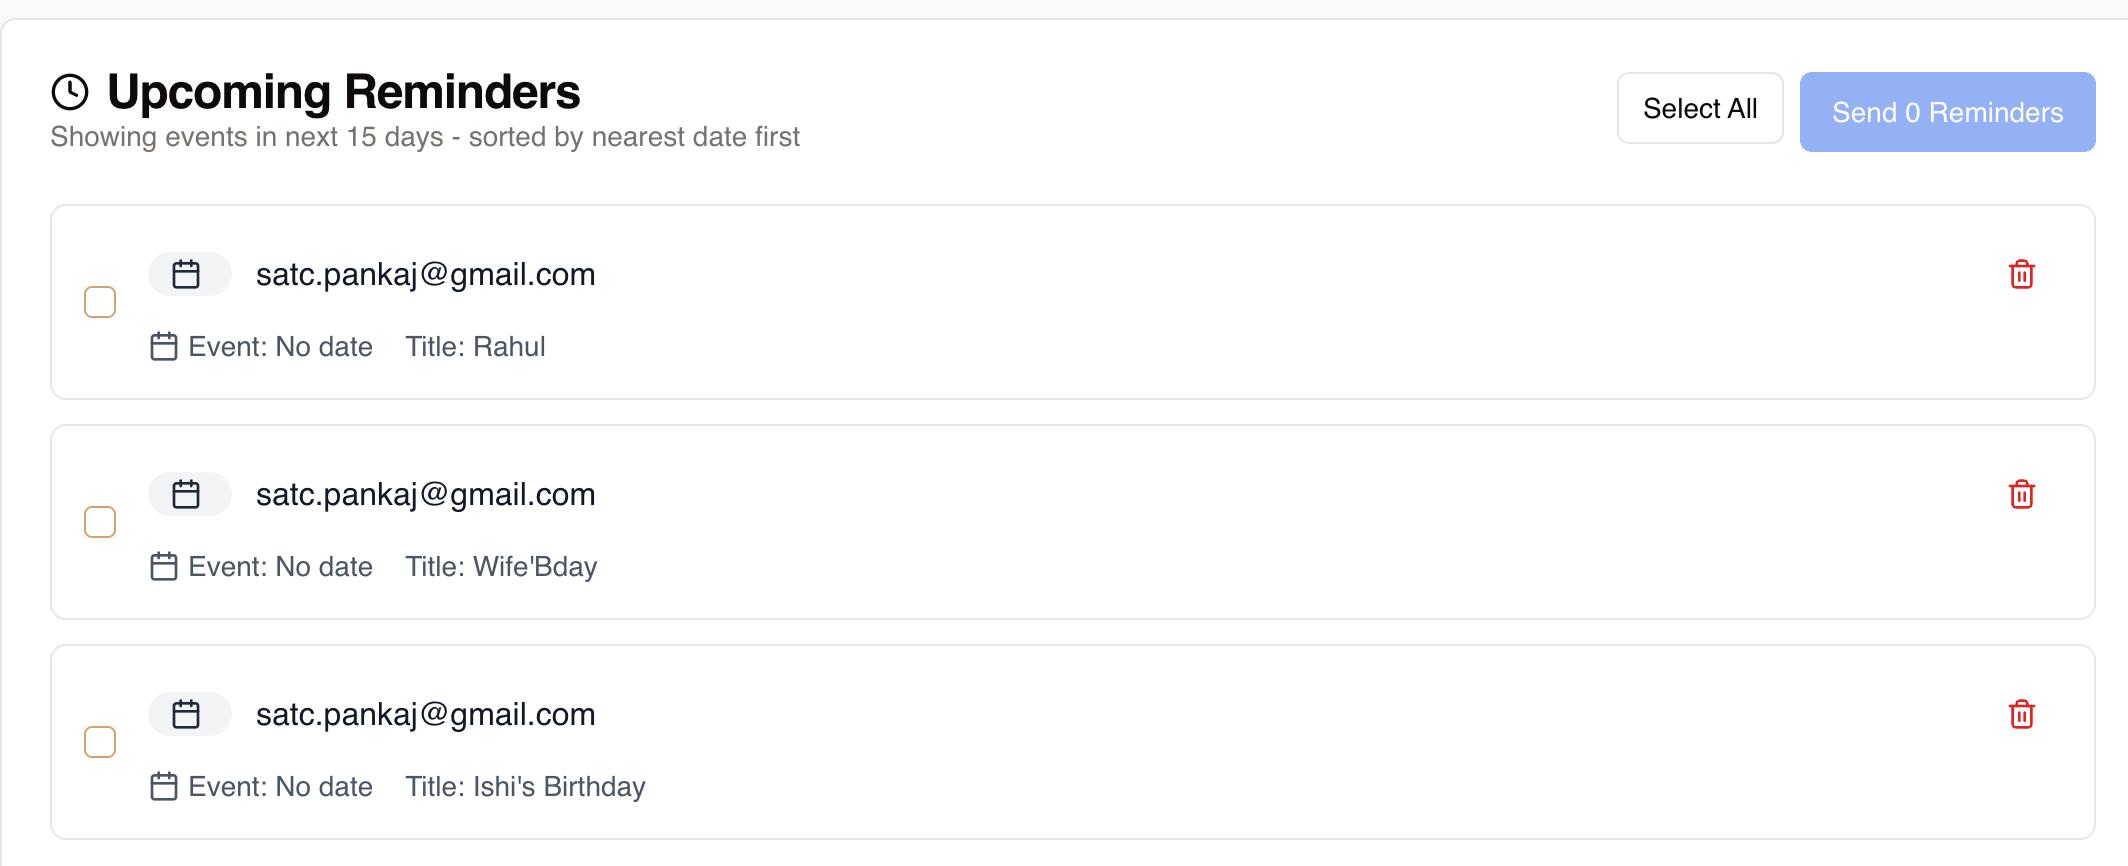 Upcoming Reminders
Showing events in next 15 days - sorted by nearest date first
Select All
Send 0 Reminders
satc.pankaj@gmail.com
Event: No date Title: Rahul
satc.pankaj@gmail.com
Event: No date Title: Wife'Bday
satc.pankaj@gmail.com
Event: No date Title: Ishi's Birthday